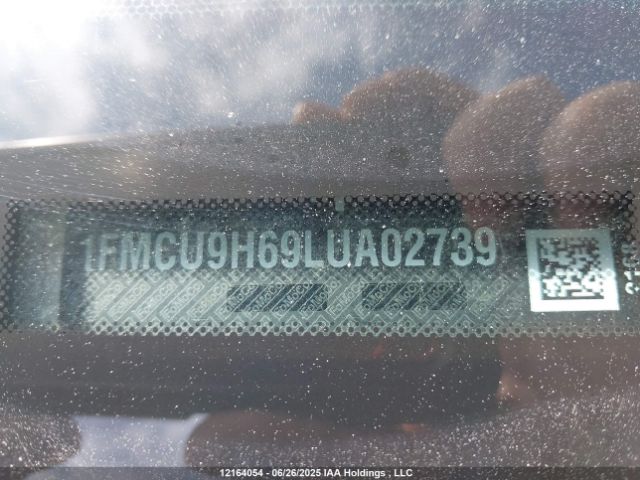 1FMCU9H69LUA02739
12164054 - 06/26/2025 IAA Holdings , LLC